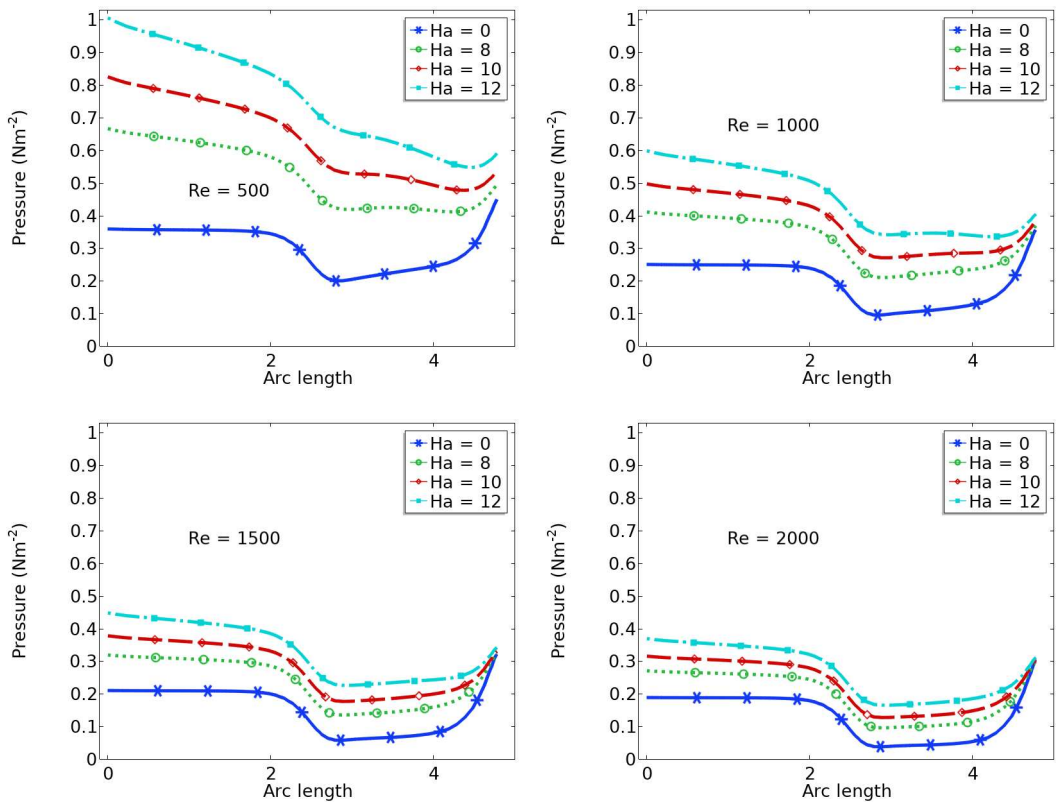 Ha = 0
Ha = 8
Ha = 10
Ha = 12
Re = 500
Pressure (Nm-2)
1
0.9
0.8
0.7
0.6
0.5
0.4
0.3
0.2
0.1
0
0 2 4
Arc length
Ha = 0
Ha = 8
Ha = 10
Ha = 12
Re = 1000
Pressure (Nm-2)
1
0.9
0.8
0.7
0.6
0.5
0.4
0.3
0.2
0.1
0
0 2 4
Arc length
Ha = 0
Ha = 8
Ha = 10
Ha = 12
Re = 1500
Pressure (Nm-2)
1
0.9
0.8
0.7
0.6
0.5
0.4
0.3
0.2
0.1
0
0 2 4
Arc length
Ha = 0
Ha = 8
Ha = 10
Ha = 12
Re = 2000
Pressure (Nm-2)
1
0.9
0.8
0.7
0.6
0.5
0.4
0.3
0.2
0.1
0
0 2 4
Arc length